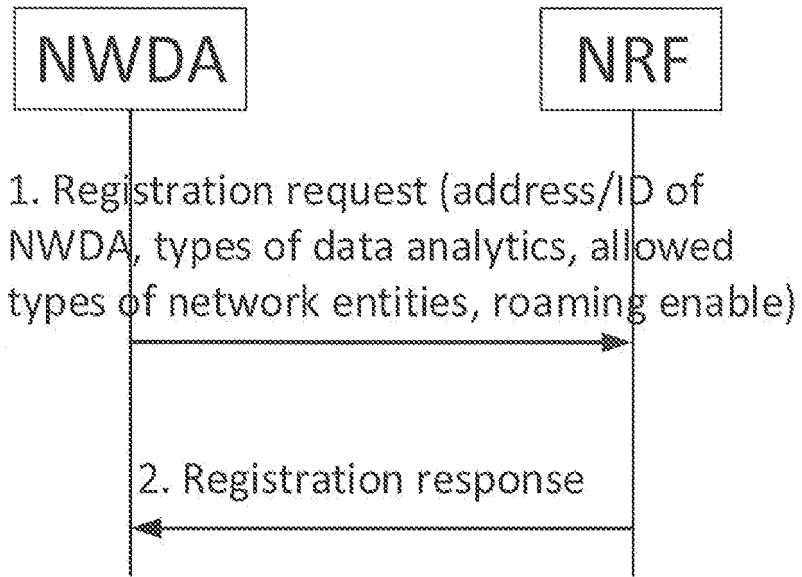 NWDA
NRF
1. Registration request (address/ID of
NWDA, types of data analytics, allowed
types of network entities, roaming enable)
2. Registration response